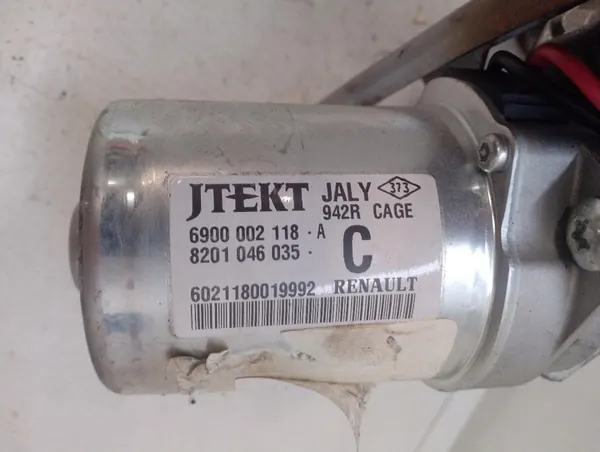 JTEKT JALY 373
942R CAGE
6900 002 118 · A
8201 046 035 · C
6021180019992 RENAULT